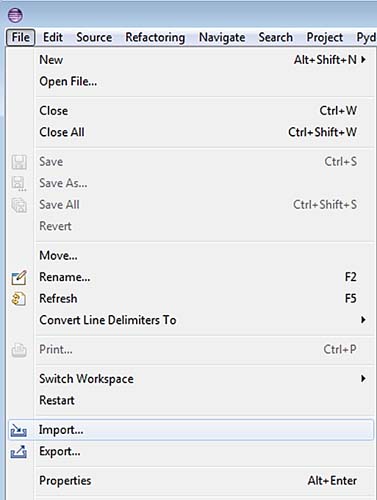 File Edit Source Refactoring Navigate Search Project Pyd
New Alt+Shift+N
Open File...
Close Ctrl+W
Close All Ctrl+Shift+W
Save Ctrl+S
Save As...
Save All Ctrl+Shift+S
Revert
Move...
Rename... F2
Refresh F5
Convert Line Delimiters To
Print... Ctrl+P
Switch Workspace
Restart
Import...
Export...
Properties Alt+Enter